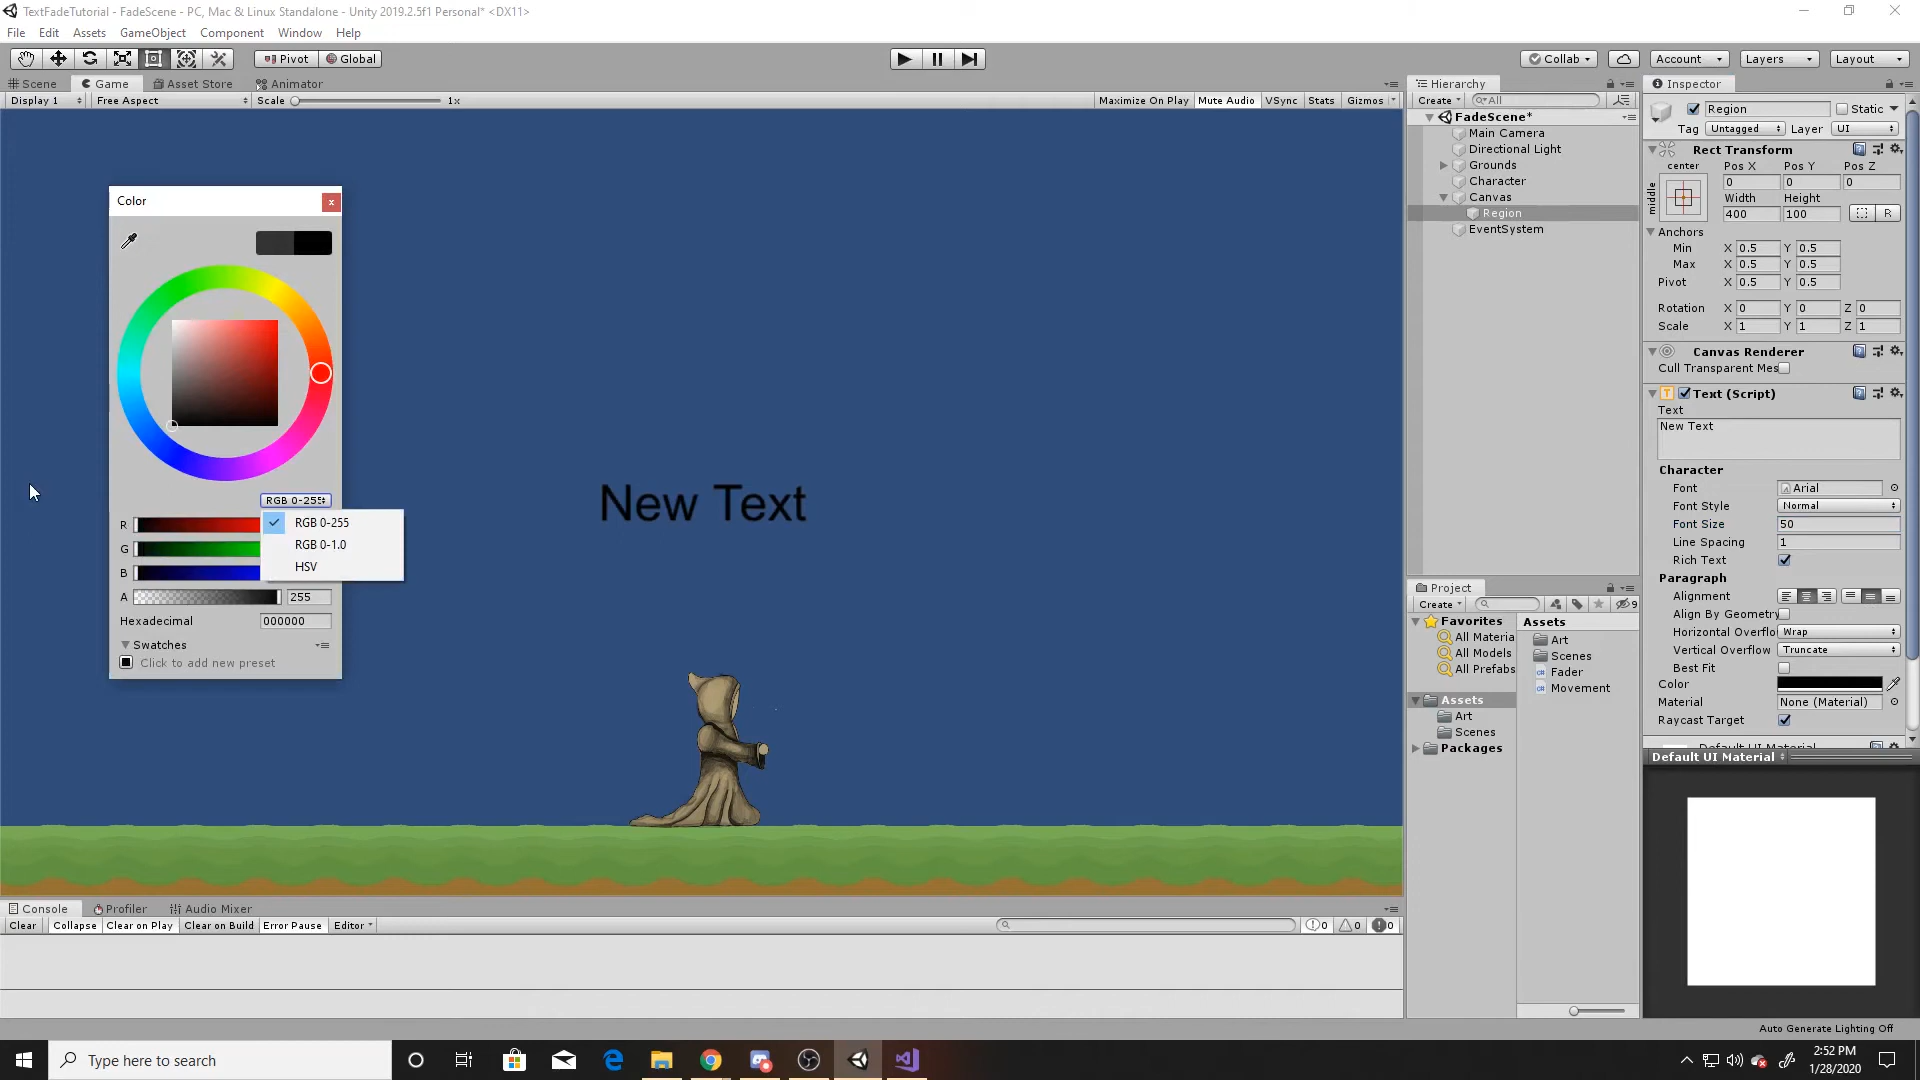 TextFadeTutorial - FadeScene - PC, Mac & Linux Standalone - Unity 2019.2.5f1 Personal* <DX11>
File Edit Assets GameObject Component Window Help
Pivot Global Collab Account Layers Layout
Scene Game Asset Store Animator
Display 1 Free Aspect Scale 1x Maximize On Play Mute Audio VSync Stats Gizmos
Color
RGB 0-255
RGB 0-255
RGB 0-1.0
HSV
R
G
B
A 255
Hexadecimal 000000
Swatches
Click to add new preset
New Text
Hierarchy
Create All
FadeScene*
Main Camera
Directional Light
Grounds
Character
Canvas
Region
EventSystem
Project
Create 9
Favorites
All Materia
All Models
All Prefabs
Assets
Art
Scenes
Packages
Assets
Art
Scenes
Fader
Movement
Inspector
Region Static
Tag Untagged Layer UI
Rect Transform
center Pos X Pos Y Pos Z
middle 0 0 0
Width Height
400 100 R
Anchors
Min X 0.5 Y 0.5
Max X 0.5 Y 0.5
Pivot X 0.5 Y 0.5
Rotation X 0 Y 0 Z 0
Scale X 1 Y 1 Z 1
Canvas Renderer
Cull Transparent Mes
Text (Script)
Text
New Text
Character
Font Arial
Font Style Normal
Font Size 50
Line Spacing 1
Rich Text
Paragraph
Alignment
Align By Geometry
Horizontal Overflo Wrap
Vertical Overflow Truncate
Best Fit
Color
Material None (Material)
Raycast Target
Default UI Material
Default UI Material
Console Profiler Audio Mixer
Clear Collapse Clear on Play Clear on Build Error Pause Editor 0 0 0
Auto Generate Lighting Off
Type here to search
2:52 PM
1/28/2020